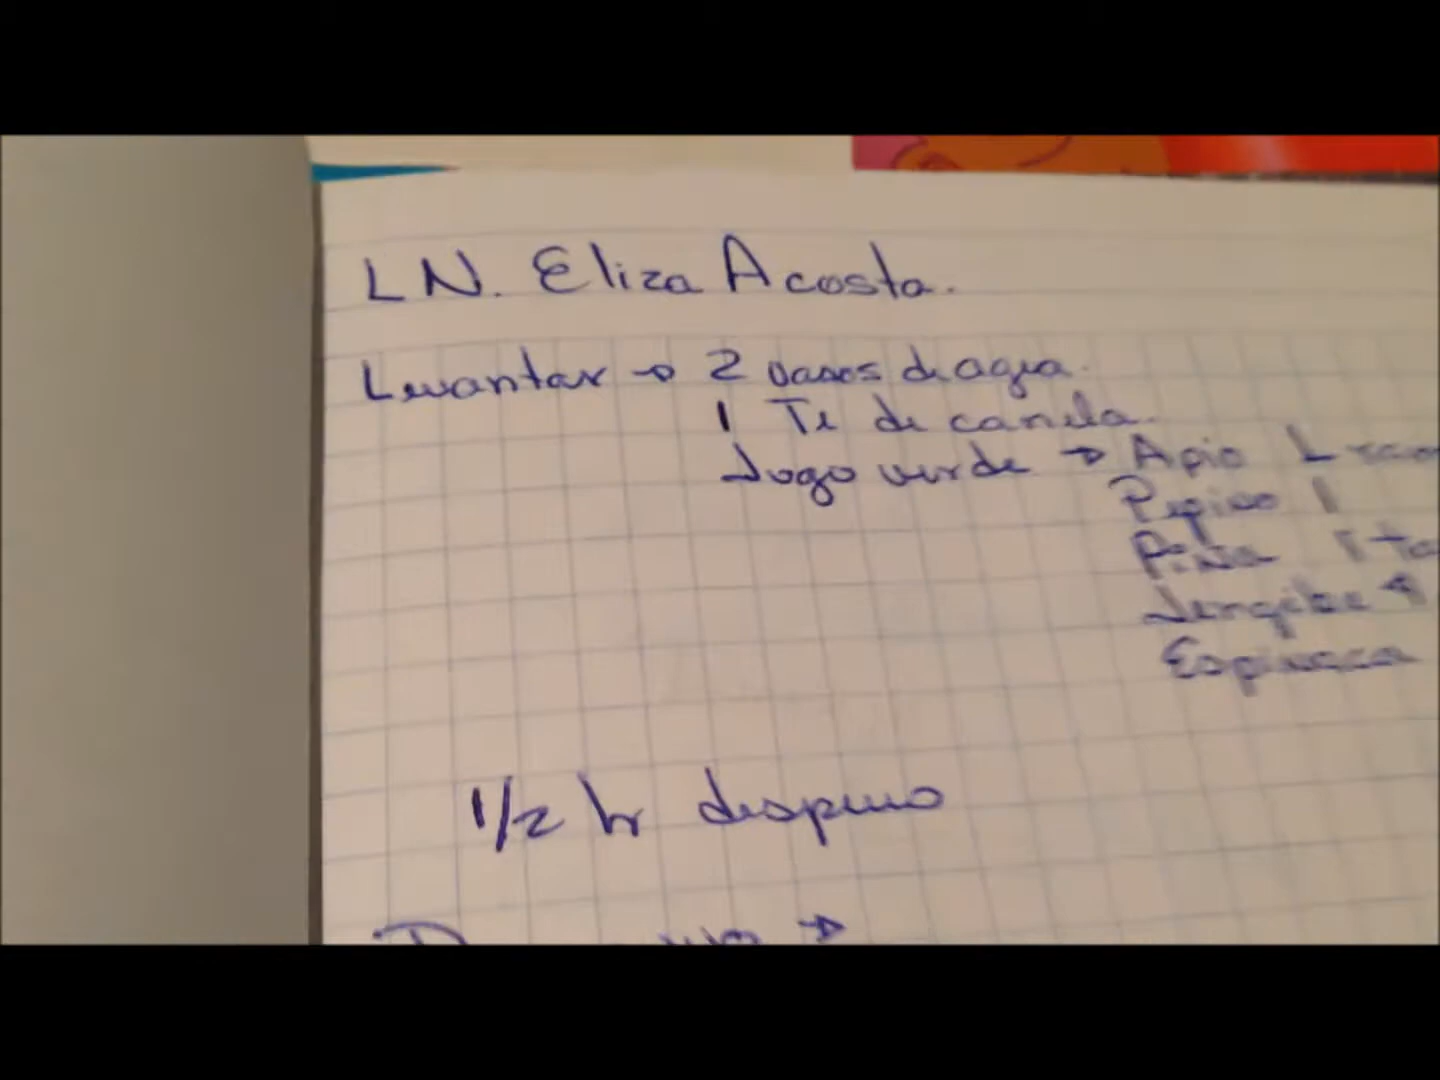 LN. Eliza Acosta.
Levantar → 2 vasos de agua.
1 Te de canela.
Jugo verde → Apio
Pepino 1
Piña 1
Jengibre
Espinaca
1/2 hr despues